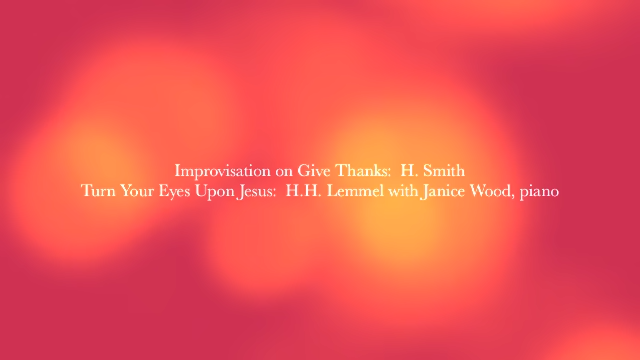 Improvisation on Give Thanks:  H. Smith
Turn Your Eyes Upon Jesus:  H.H. Lemmel with Janice Wood, piano